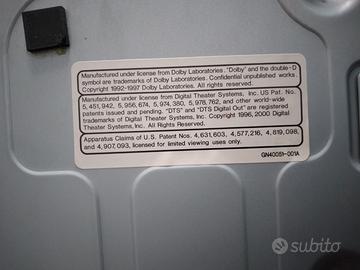 Manufactured under license from Dolby Laboratories. "Dolby" and the double-D
symbol are trademarks of Dolby Laboratories. Confidential unpublished works.
Copyright 1992-1997 Dolby Laboratories. All rights reserved.
Manufactured under license from Digital Theater Systems, Inc. US Pat. No.
5,451,942, 5,956,674, 5,974,380, 5,978,762, and other world-wide
patents issued and pending. "DTS" and "DTS Digital Out" are registered
trademarks of Digital Theater Systems, Inc. Copyright 1996, 2000 Digital
Theater Systems, Inc. All rights reserved.
Apparatus Claims of U.S. Patent Nos. 4,631,603, 4,577,216, 4,819,098,
and 4,907,093, licensed for limited viewing uses only.
GN40051-001A
subito